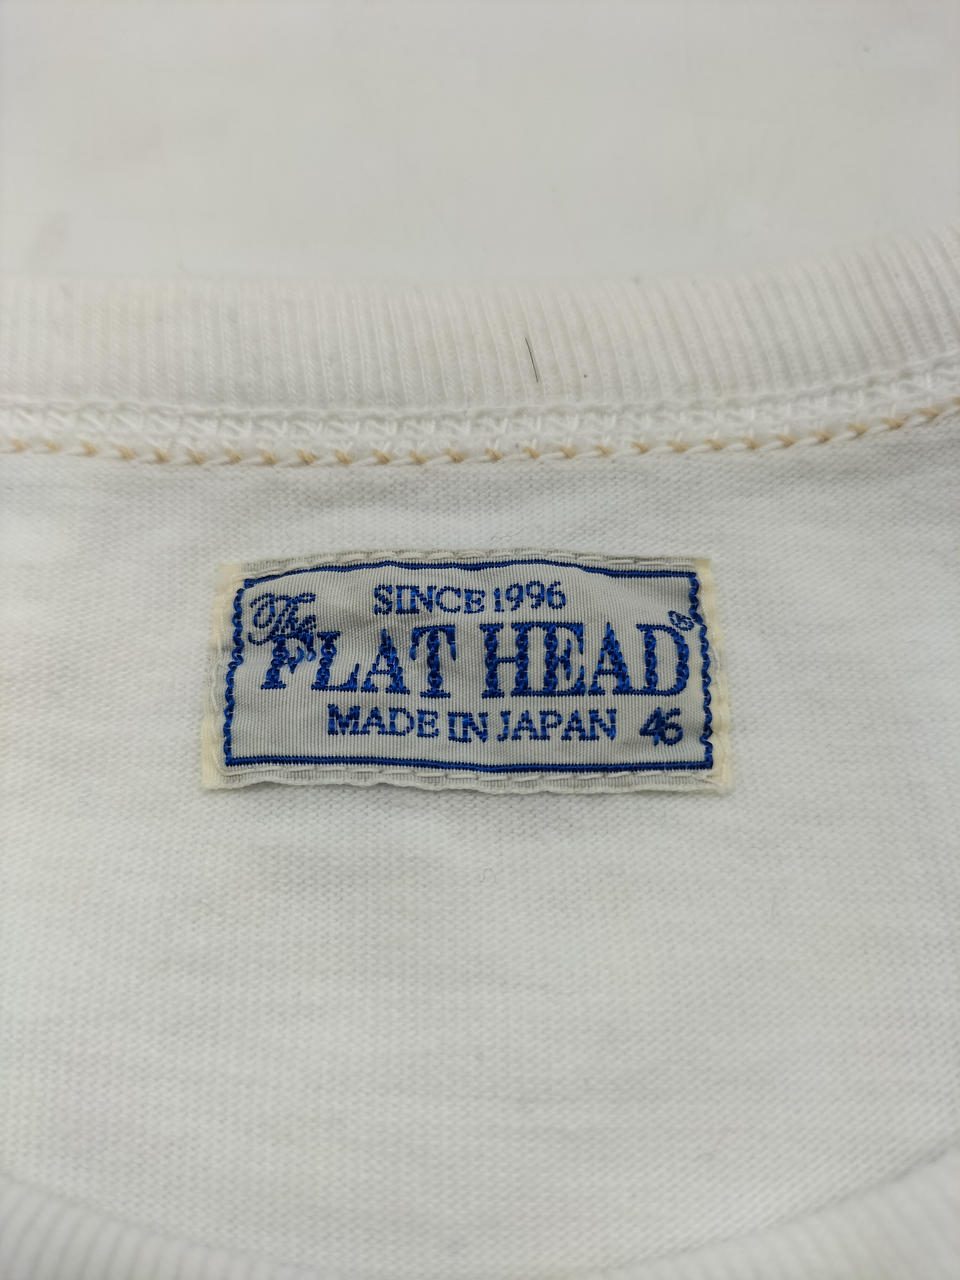 SINCE 1996
The FLAT HEAD®
MADE IN JAPAN 46